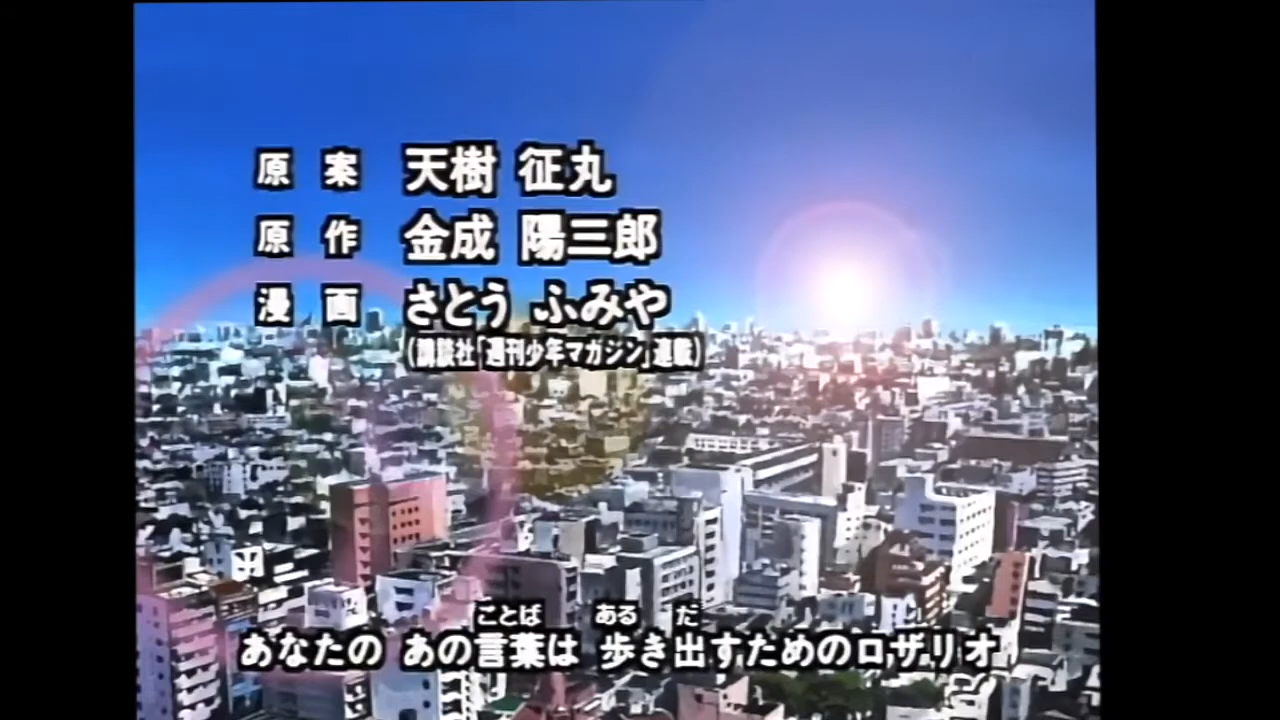 原案 天樹 征丸
原作 金成 陽三郎
漫画 さとう ふみや
(講談社「週刊少年マガジン」連載)
ことば ある だ
あなたの あの言葉は 歩き出すためのロザリオ